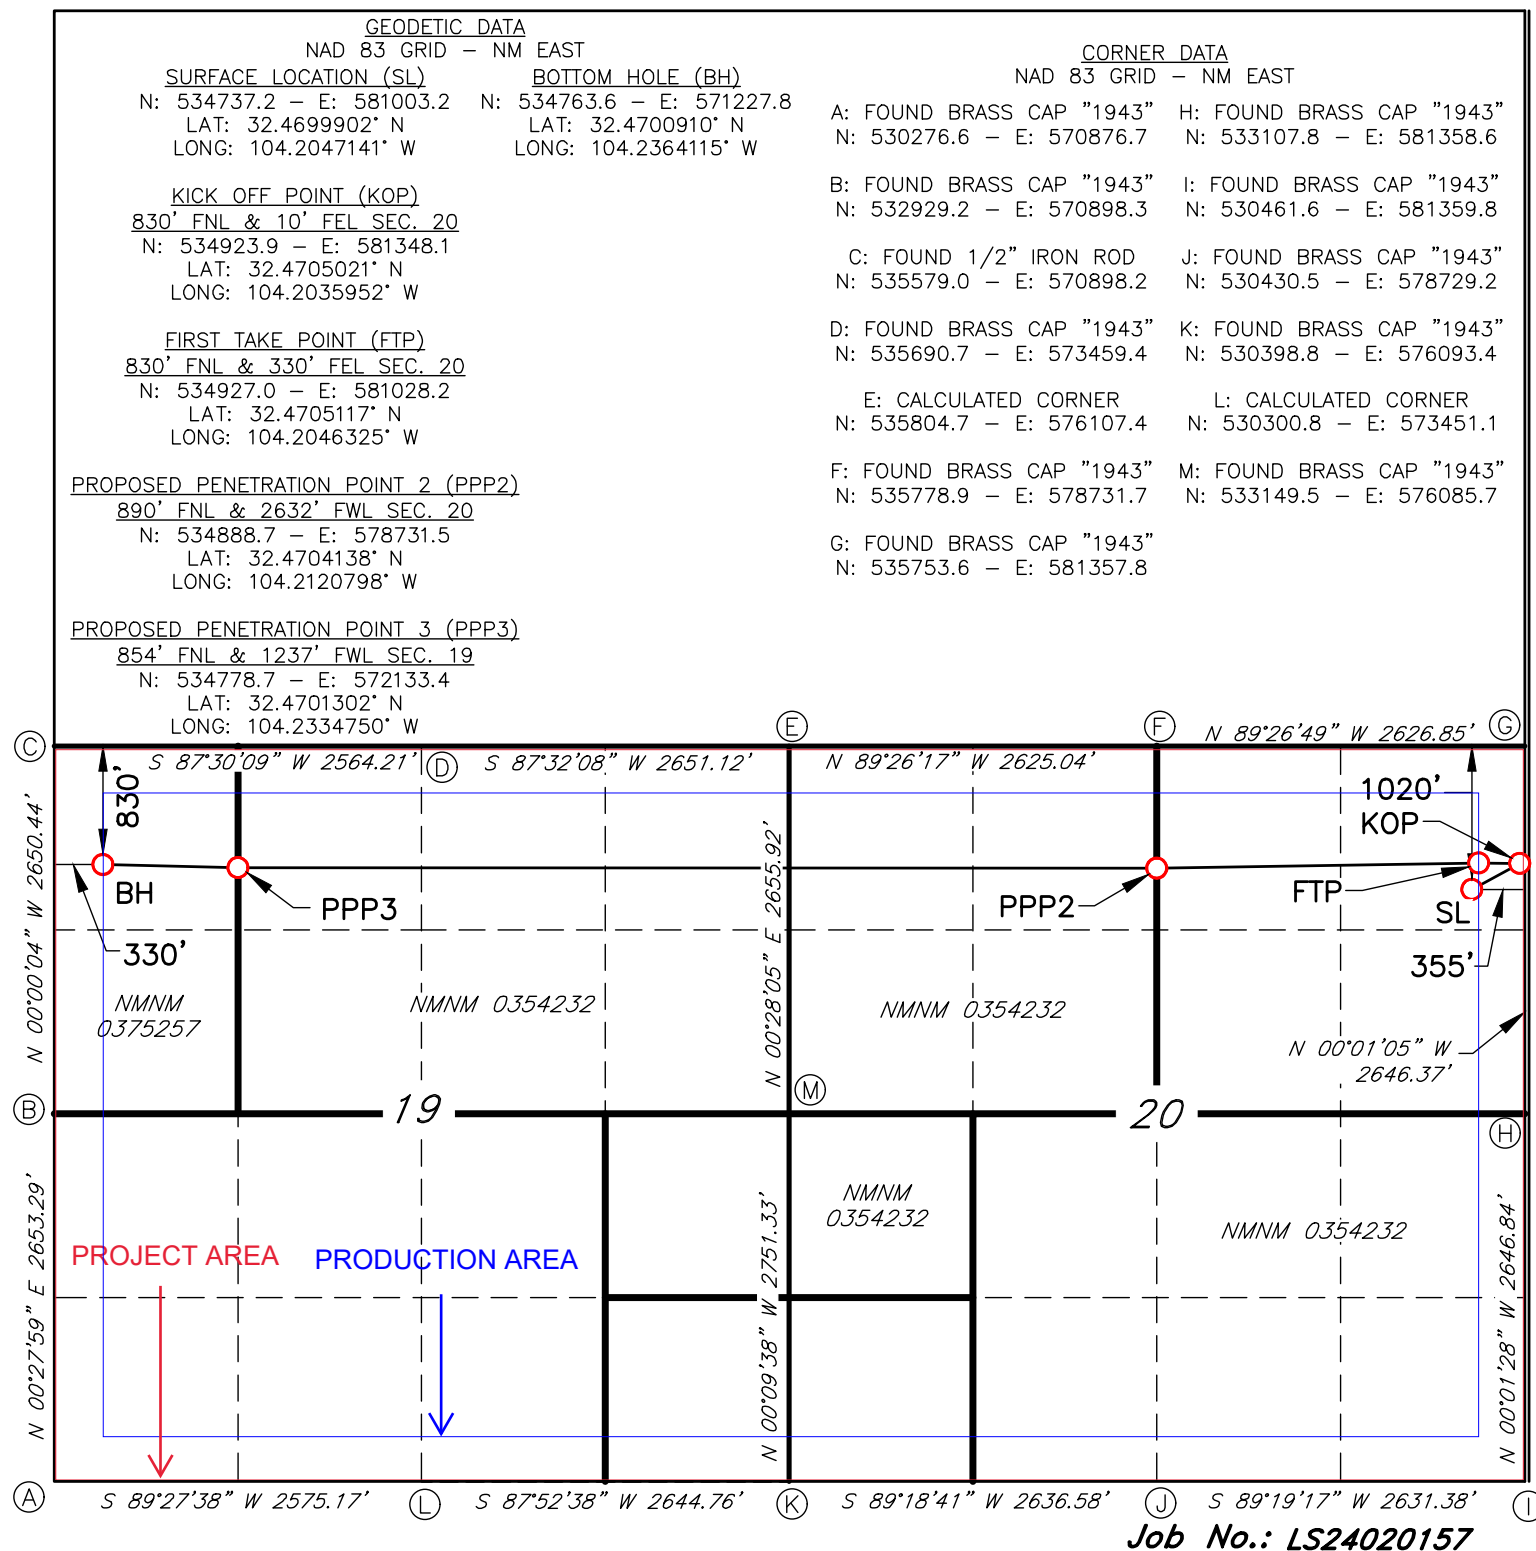 GEODETIC DATA
NAD 83 GRID – NM EAST
SURFACE LOCATION (SL)
N: 534737.2 – E: 581003.2
LAT: 32.4699902° N
LONG: 104.2047141° W
BOTTOM HOLE (BH)
N: 534763.6 – E: 571227.8
LAT: 32.4700910° N
LONG: 104.2364115° W
KICK OFF POINT (KOP)
830' FNL & 10' FEL SEC. 20
N: 534923.9 – E: 581348.1
LAT: 32.4705021° N
LONG: 104.2035952° W
FIRST TAKE POINT (FTP)
830' FNL & 330' FEL SEC. 20
N: 534927.0 – E: 581028.2
LAT: 32.4705117° N
LONG: 104.2046325° W
PROPOSED PENETRATION POINT 2 (PPP2)
890' FNL & 2632' FWL SEC. 20
N: 534888.7 – E: 578731.5
LAT: 32.4704138° N
LONG: 104.2120798° W
PROPOSED PENETRATION POINT 3 (PPP3)
854' FNL & 1237' FWL SEC. 19
N: 534778.7 – E: 572133.4
LAT: 32.4701302° N
LONG: 104.2334750° W
CORNER DATA
NAD 83 GRID – NM EAST
A: FOUND BRASS CAP "1943"
N: 530276.6 – E: 570876.7
B: FOUND BRASS CAP "1943"
N: 532929.2 – E: 570898.3
C: FOUND 1/2" IRON ROD
N: 535579.0 – E: 570898.2
D: FOUND BRASS CAP "1943"
N: 535690.7 – E: 573459.4
E: CALCULATED CORNER
N: 535804.7 – E: 576107.4
F: FOUND BRASS CAP "1943"
N: 535778.9 – E: 578731.7
G: FOUND BRASS CAP "1943"
N: 535753.6 – E: 581357.8
H: FOUND BRASS CAP "1943"
N: 533107.8 – E: 581358.6
I: FOUND BRASS CAP "1943"
N: 530461.6 – E: 581359.8
J: FOUND BRASS CAP "1943"
N: 530430.5 – E: 578729.2
K: FOUND BRASS CAP "1943"
N: 530398.8 – E: 576093.4
L: CALCULATED CORNER
N: 530300.8 – E: 573451.1
M: FOUND BRASS CAP "1943"
N: 533149.5 – E: 576085.7
C
E
F
G
N 89°26'49" W 2626.85'
S 87°30'09" W 2564.21'
D
S 87°32'08" W 2651.12'
N 89°26'17" W 2625.04'
830'
1020'
KOP
N 00°00'04" W 2650.44'
N 00°28'05" E 2655.92'
BH
PPP3
PPP2
FTP
SL
330'
355'
NMNM
0375257
NMNM 0354232
NMNM 0354232
N 00°01'05" W
2646.37'
B
19
M
20
H
N 00°27'59" E 2653.29'
N 00°09'38" W 2751.33'
NMNM
0354232
NMNM 0354232
N 00°01'28" W 2646.84'
PROJECT AREA
PRODUCTION AREA
A
S 89°27'38" W 2575.17'
L
S 87°52'38" W 2644.76'
K
S 89°18'41" W 2636.58'
J
S 89°19'17" W 2631.38'
I
Job No.: LS24020157